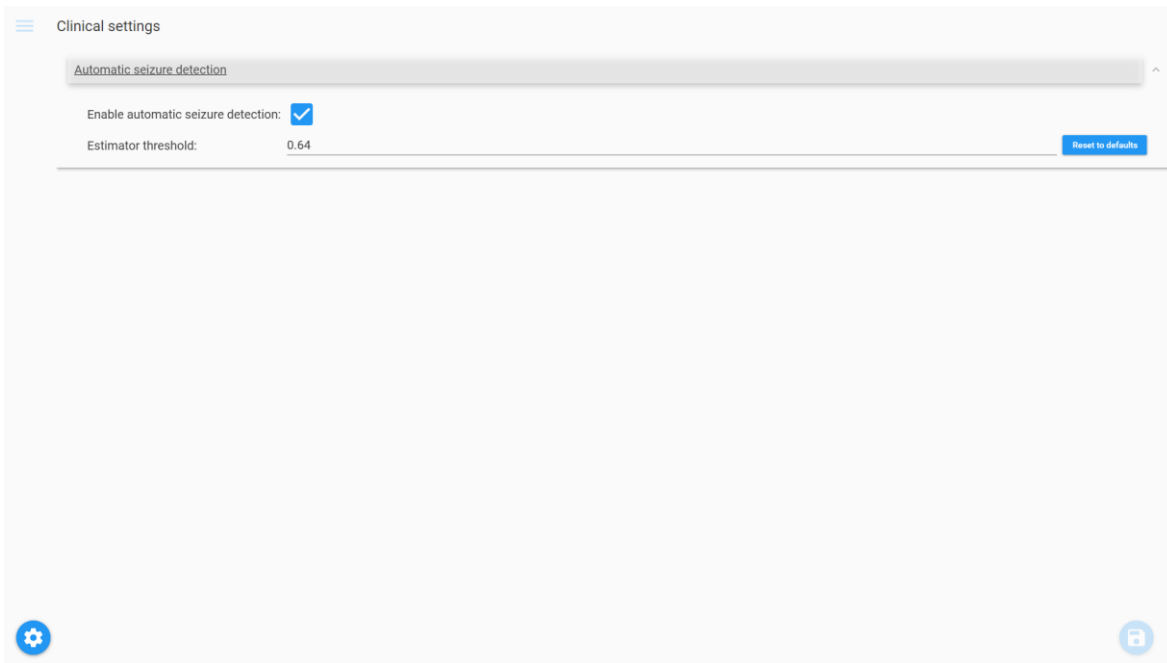 Clinical settings
Automatic seizure detection
Enable automatic seizure detection:
Estimator threshold: 0.64 Reset to defaults